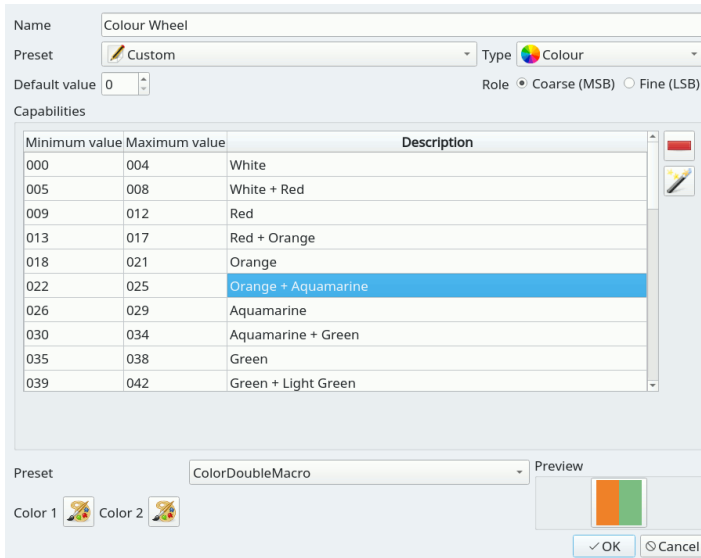 Name Colour Wheel
Preset Custom Type Colour
Default value 0 Role Coarse (MSB) Fine (LSB)
Capabilities
Minimum value Maximum value Description
000 004 White
005 008 White + Red
009 012 Red
013 017 Red + Orange
018 021 Orange
022 025 Orange + Aquamarine
026 029 Aquamarine
030 034 Aquamarine + Green
035 038 Green
039 042 Green + Light Green
Preset ColorDoubleMacro Preview
Color 1 Color 2
OK Cancel